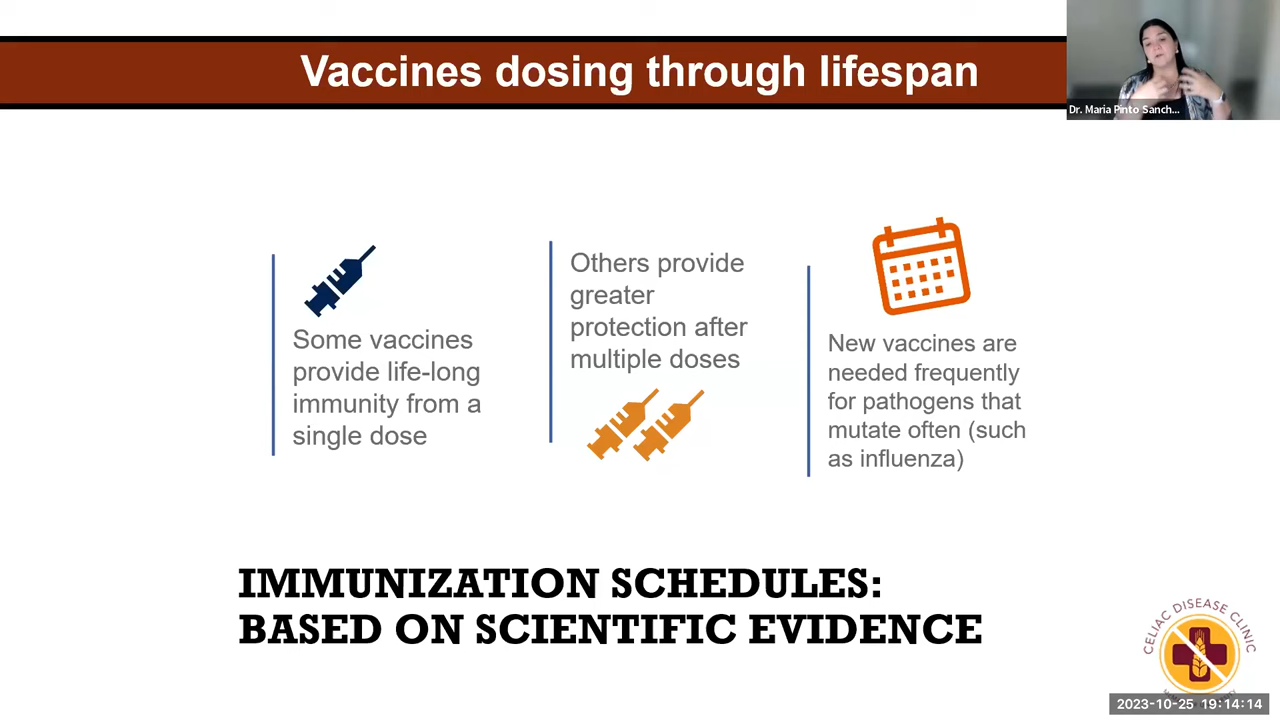 Vaccines dosing through lifespan
Dr. Maria Pinto Sanch...
Some vaccines
provide life-long
immunity from a
single dose
Others provide
greater
protection after
multiple doses
New vaccines are
needed frequently
for pathogens that
mutate often (such
as influenza)
IMMUNIZATION SCHEDULES:
BASED ON SCIENTIFIC EVIDENCE
CELIAC DISEASE CLINIC
2023-10-25 19:14:14